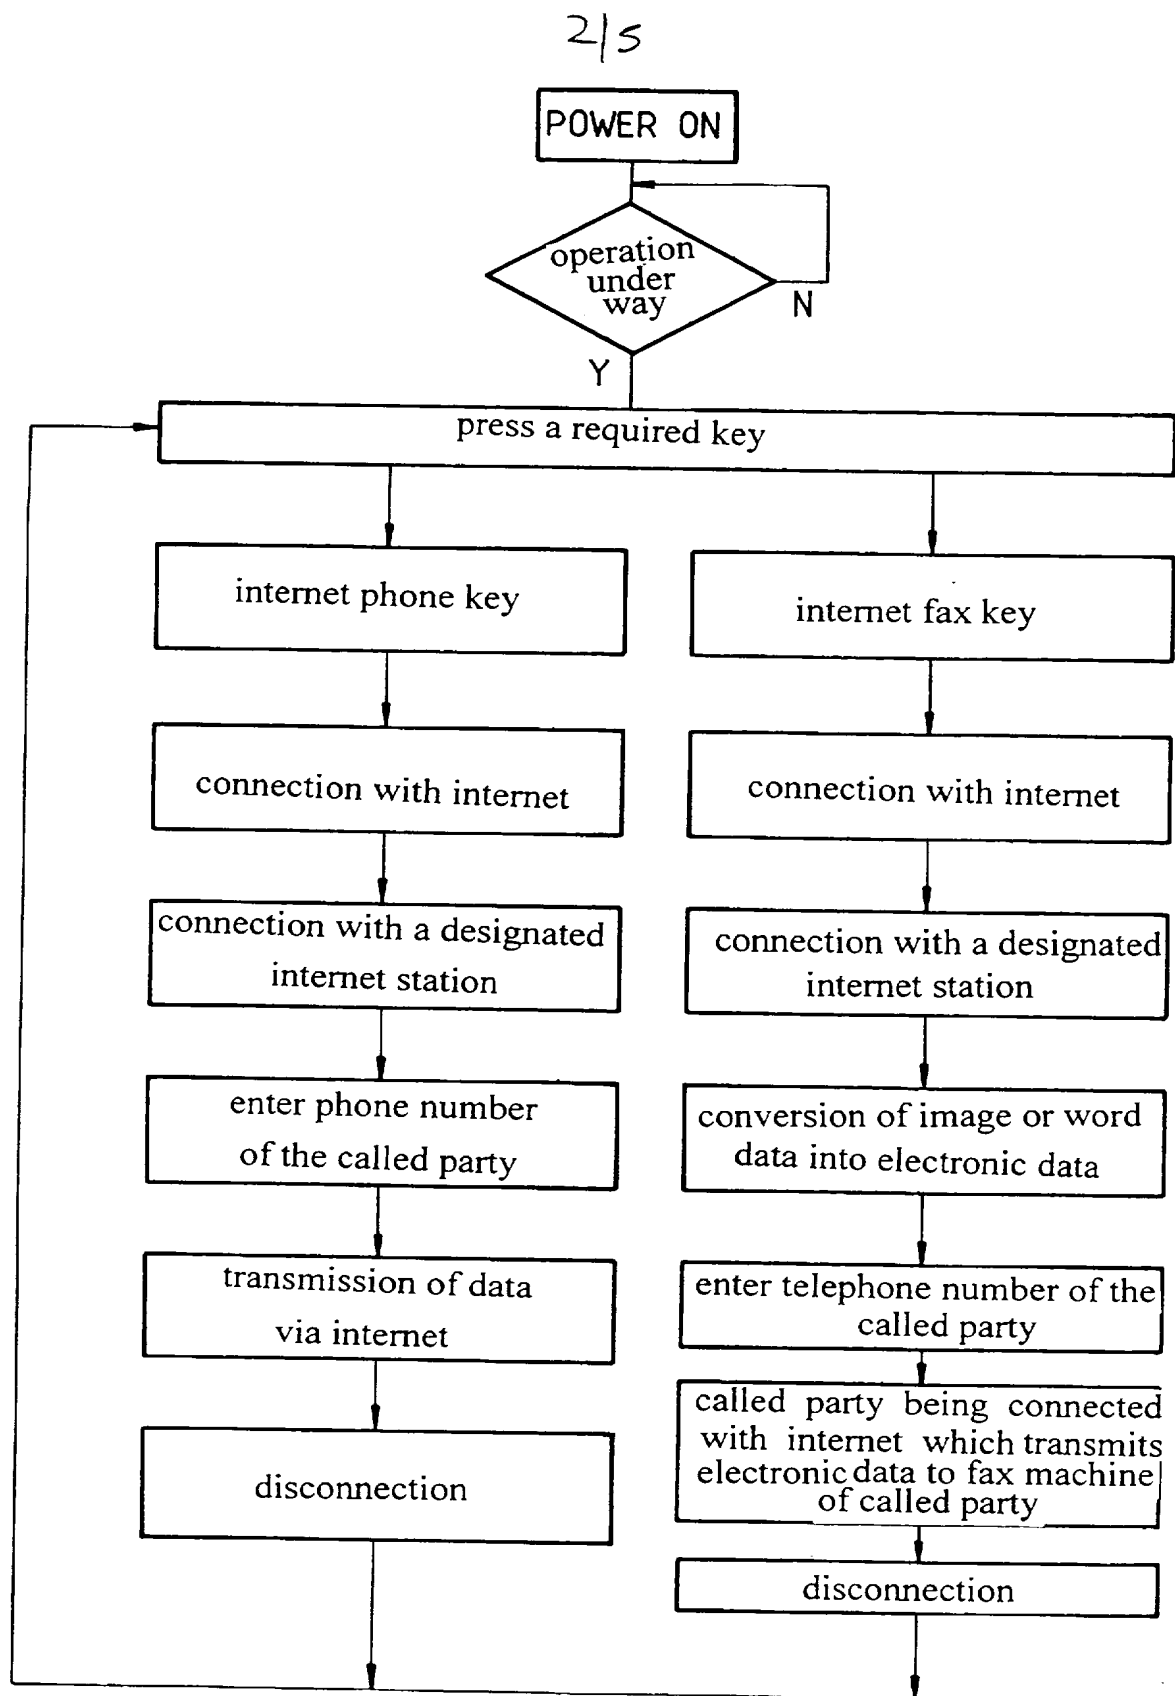 2/5
POWER ON
operation
under
way
N
Y
press a required key
internet phone key
connection with internet
connection with a designated
internet station
enter phone number
of the called party
transmission of data
via internet
disconnection
internet fax key
connection with internet
connection with a designated
internet station
conversion of image or word
data into electronic data
enter telephone number of the
called party
called party being connected
with internet which transmits
electronic data to fax machine
of called party
disconnection